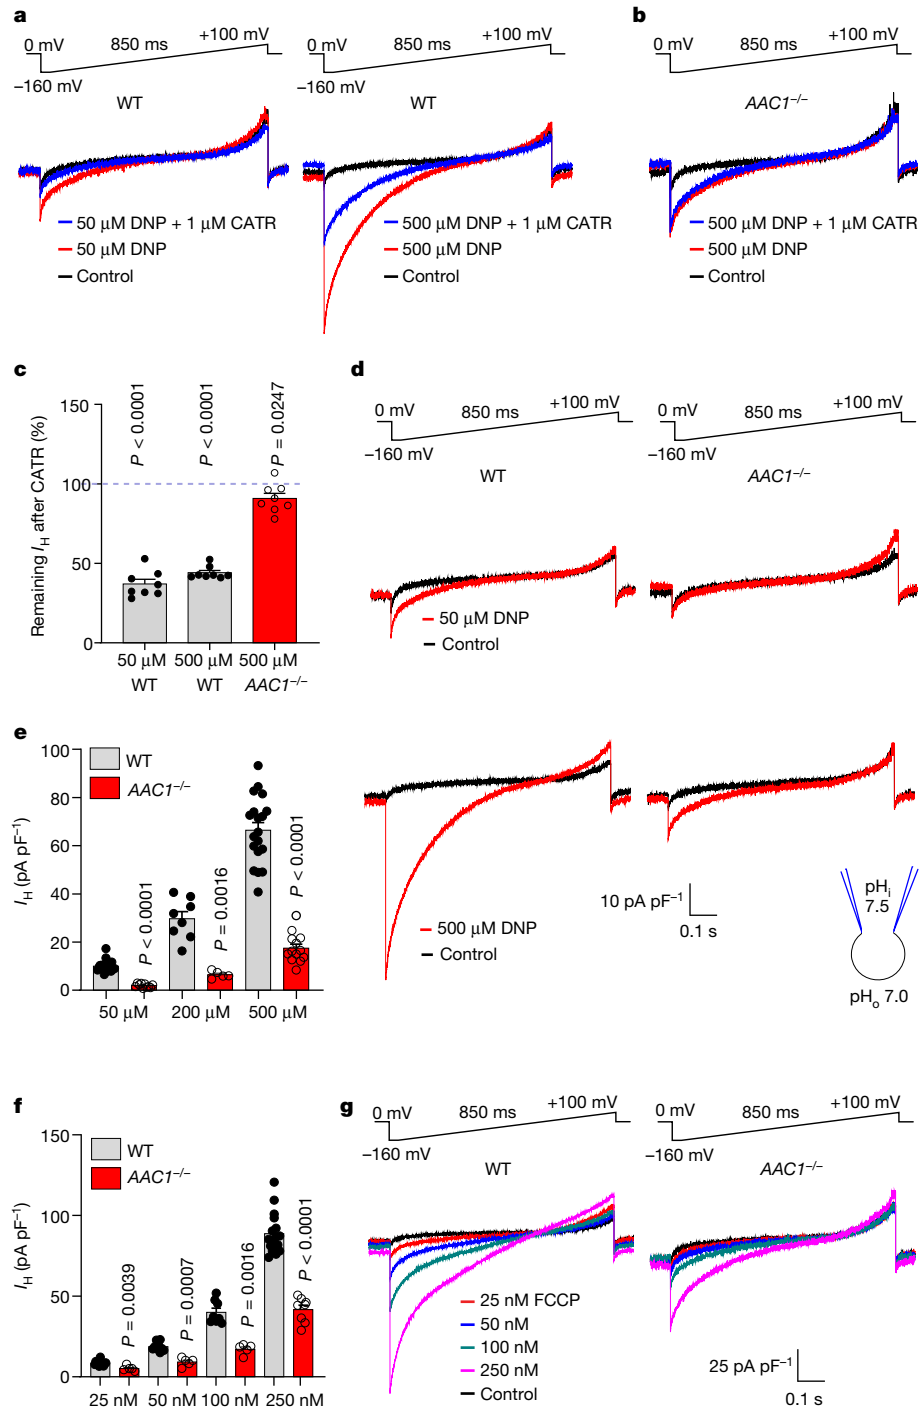 a
0 mV
850 ms
+100 mV
−160 mV
WT
50 μM DNP + 1 μM CATR
50 μM DNP
Control
0 mV
850 ms
+100 mV
−160 mV
WT
500 μM DNP + 1 μM CATR
500 μM DNP
Control
b
0 mV
850 ms
+100 mV
−160 mV
AAC1−/−
500 μM DNP + 1 μM CATR
500 μM DNP
Control
c
Remaining IH after CATR (%)
150
100
50
0
P < 0.0001
P < 0.0001
P = 0.0247
50 μM
500 μM
500 μM
WT
WT
AAC1−/−
d
0 mV
850 ms
+100 mV
−160 mV
WT
0 mV
850 ms
+100 mV
−160 mV
AAC1−/−
50 μM DNP
Control
500 μM DNP
Control
10 pA pF−1
0.1 s
pHi
7.5
pHo 7.0
e
WT
AAC1−/−
IH (pA pF−1)
100
80
60
40
20
0
P < 0.0001
P = 0.0016
P < 0.0001
50 μM
200 μM
500 μM
f
WT
AAC1−/−
IH (pA pF−1)
150
100
50
0
P = 0.0039
P = 0.0007
P = 0.0016
P < 0.0001
25 nM
50 nM
100 nM
250 nM
g
0 mV
850 ms
+100 mV
−160 mV
WT
0 mV
850 ms
+100 mV
−160 mV
AAC1−/−
25 nM FCCP
50 nM
100 nM
250 nM
Control
25 pA pF−1
0.1 s